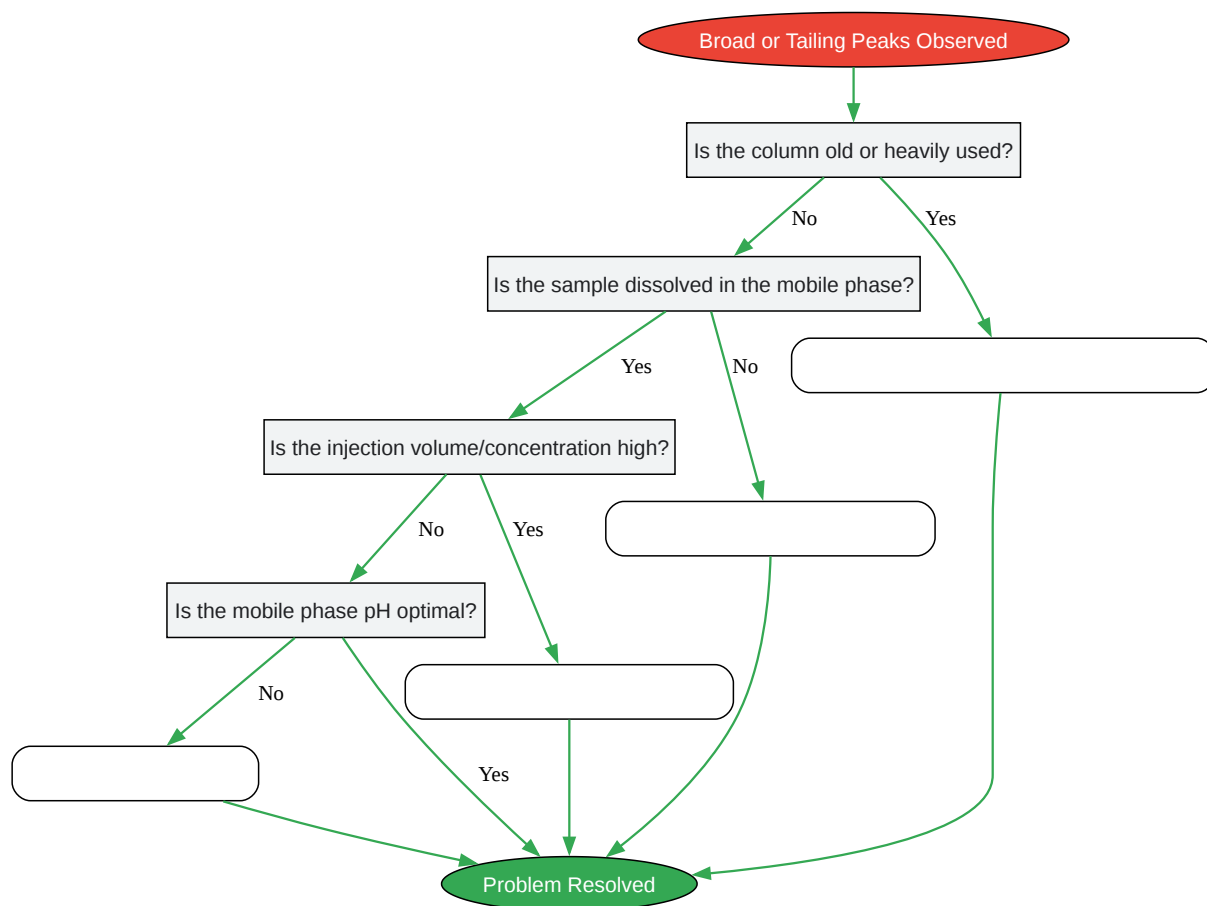 Broad or Tailing Peaks Observed
Is the column old or heavily used?
No
Yes
Is the sample dissolved in the mobile phase?
Yes
No
Is the injection volume/concentration high?
No
Yes
Is the mobile phase pH optimal?
No
Yes
Problem Resolved